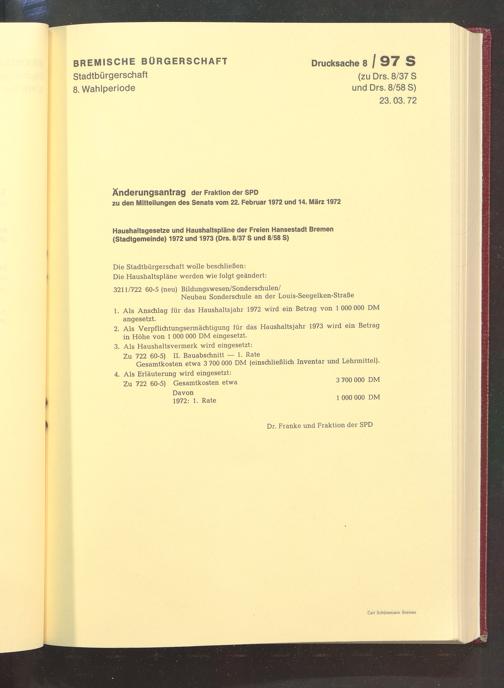 BREMISCHE BÜRGERSCHAFT
Stadtbürgerschaft
8. Wahlperiode
Drucksache 8 / 97 S
(zu Drs. 8/37 S
und Drs. 8/58 S)
23. 03. 72
Änderungsantrag der Fraktion der SPD
zu den Mitteilungen des Senats vom 22. Februar 1972 und 14. März 1972
Haushaltsgesetze und Haushaltspläne der Freien Hansestadt Bremen
(Stadtgemeinde) 1972 und 1973 (Drs. 8/37 S und 8/58 S)
Die Stadtbürgerschaft wolle beschließen:
Die Haushaltspläne werden wie folgt geändert:
3211/722 60-5 (neu) Bildungswesen/Sonderschulen/
Neubau Sonderschule an der Louis-Seegelken-Straße
1. Als Anschlag für das Haushaltsjahr 1972 wird ein Betrag von 1 000 000 DM
angesetzt.
2. Als Verpflichtungsermächtigung für das Haushaltsjahr 1973 wird ein Betrag
in Höhe von 1 000 000 DM eingesetzt.
3. Als Haushaltsvermerk wird eingesetzt:
Zu 722 60-5) II. Bauabschnitt — 1. Rate
Gesamtkosten etwa 3 700 000 DM (einschließlich Inventar und Lehrmittel).
4. Als Erläuterung wird eingesetzt:
Zu 722 60-5) Gesamtkosten etwa 3 700 000 DM
Davon
1972: 1. Rate 1 000 000 DM
Dr. Franke und Fraktion der SPD
Carl Schünemann Bremen